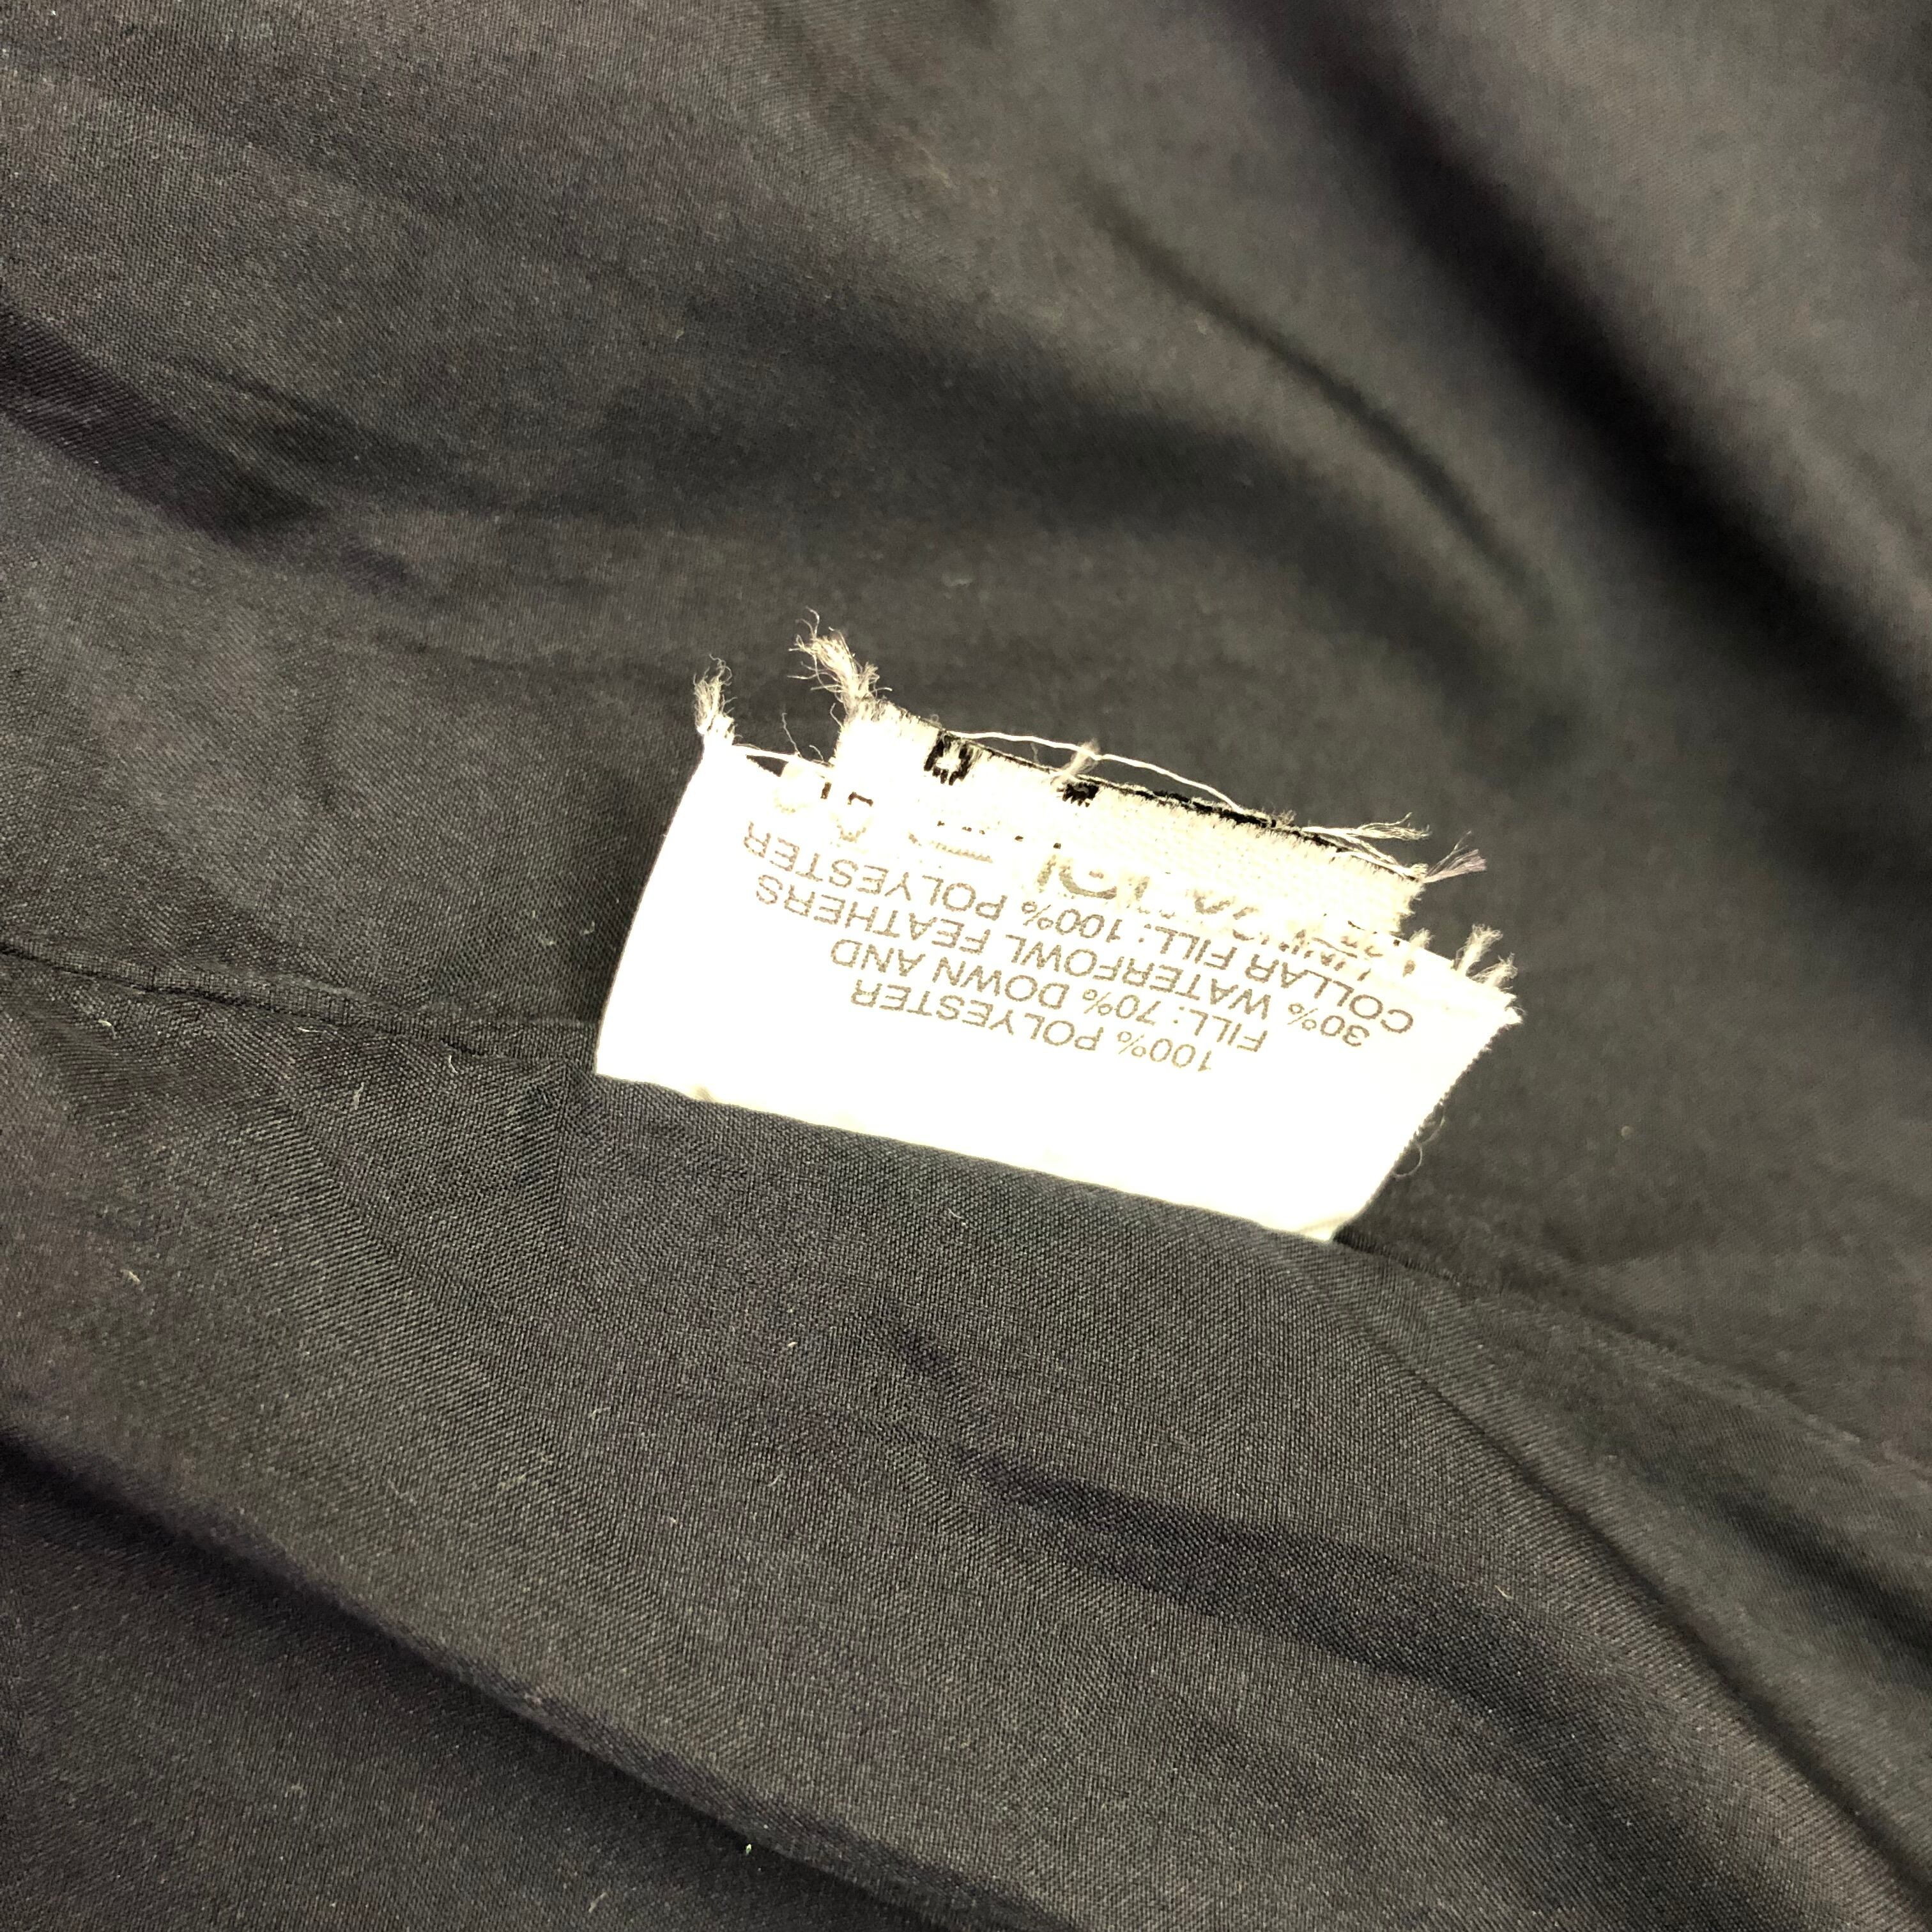 100% POLYESTER
FILL: 70% DOWN AND
30% WATERFOWL FEATHERS
COLLAR FILL: 100% POLYESTER